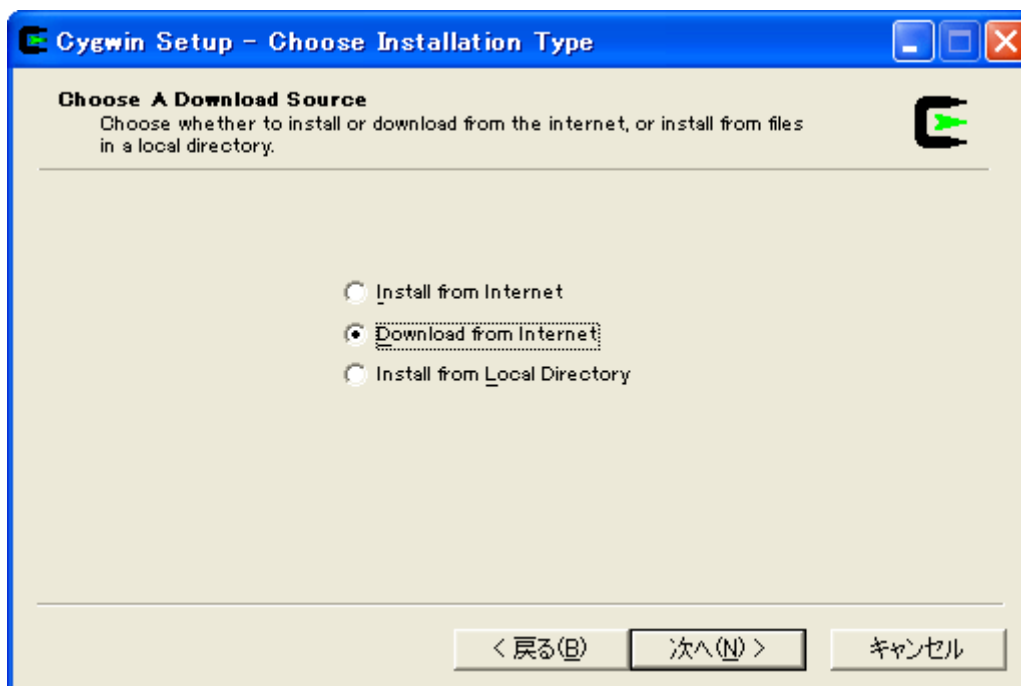 Cygwin Setup - Choose Installation Type
Choose A Download Source
Choose whether to install or download from the internet, or install from files
in a local directory.
Install from Internet
Download from Internet
Install from Local Directory
< 戻る(B)
次へ(N) >
キャンセル